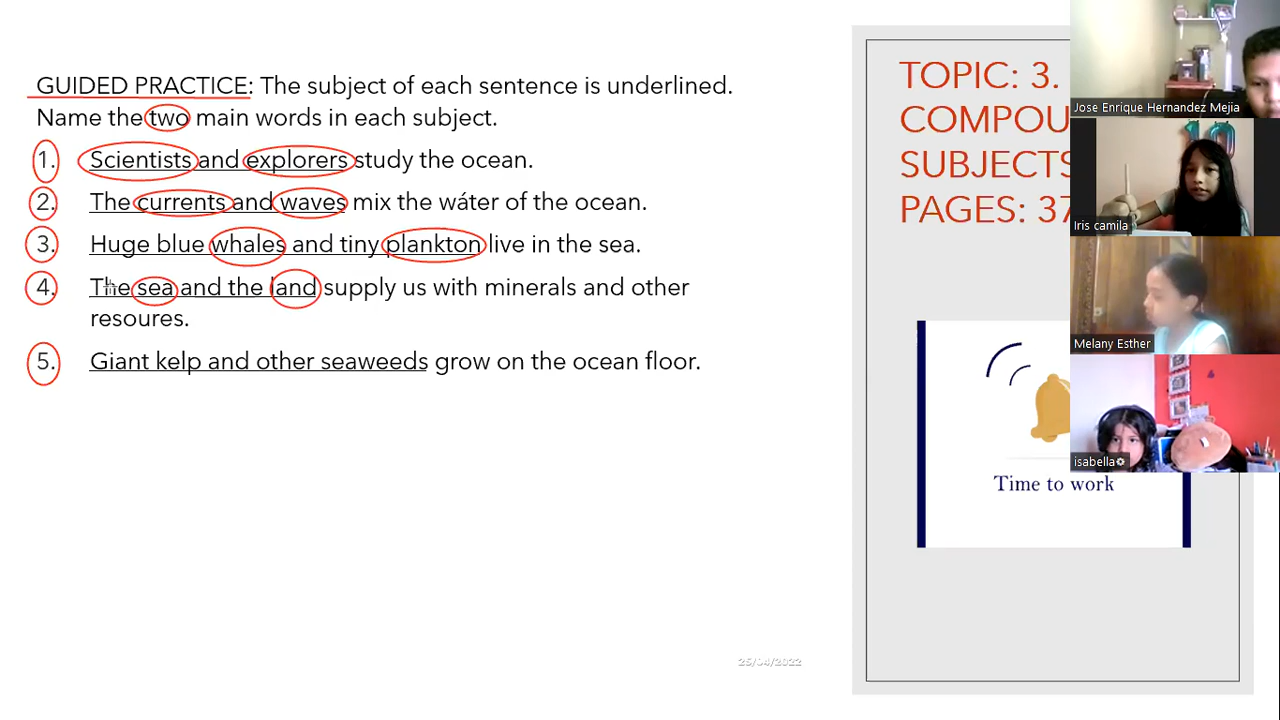 GUIDED PRACTICE: The subject of each sentence is underlined.
Name the two main words in each subject.
1. Scientists and explorers study the ocean.
2. The currents and waves mix the wáter of the ocean.
3. Huge blue whales and tiny plankton live in the sea.
4. The sea and the land supply us with minerals and other
resoures.
5. Giant kelp and other seaweeds grow on the ocean floor.
25/04/2022
TOPIC: 3.
COMPOU
SUBJECTS
PAGES: 37
Time to work
Jose Enrique Hernandez Mejia
Iris camila
Melany Esther
isabella